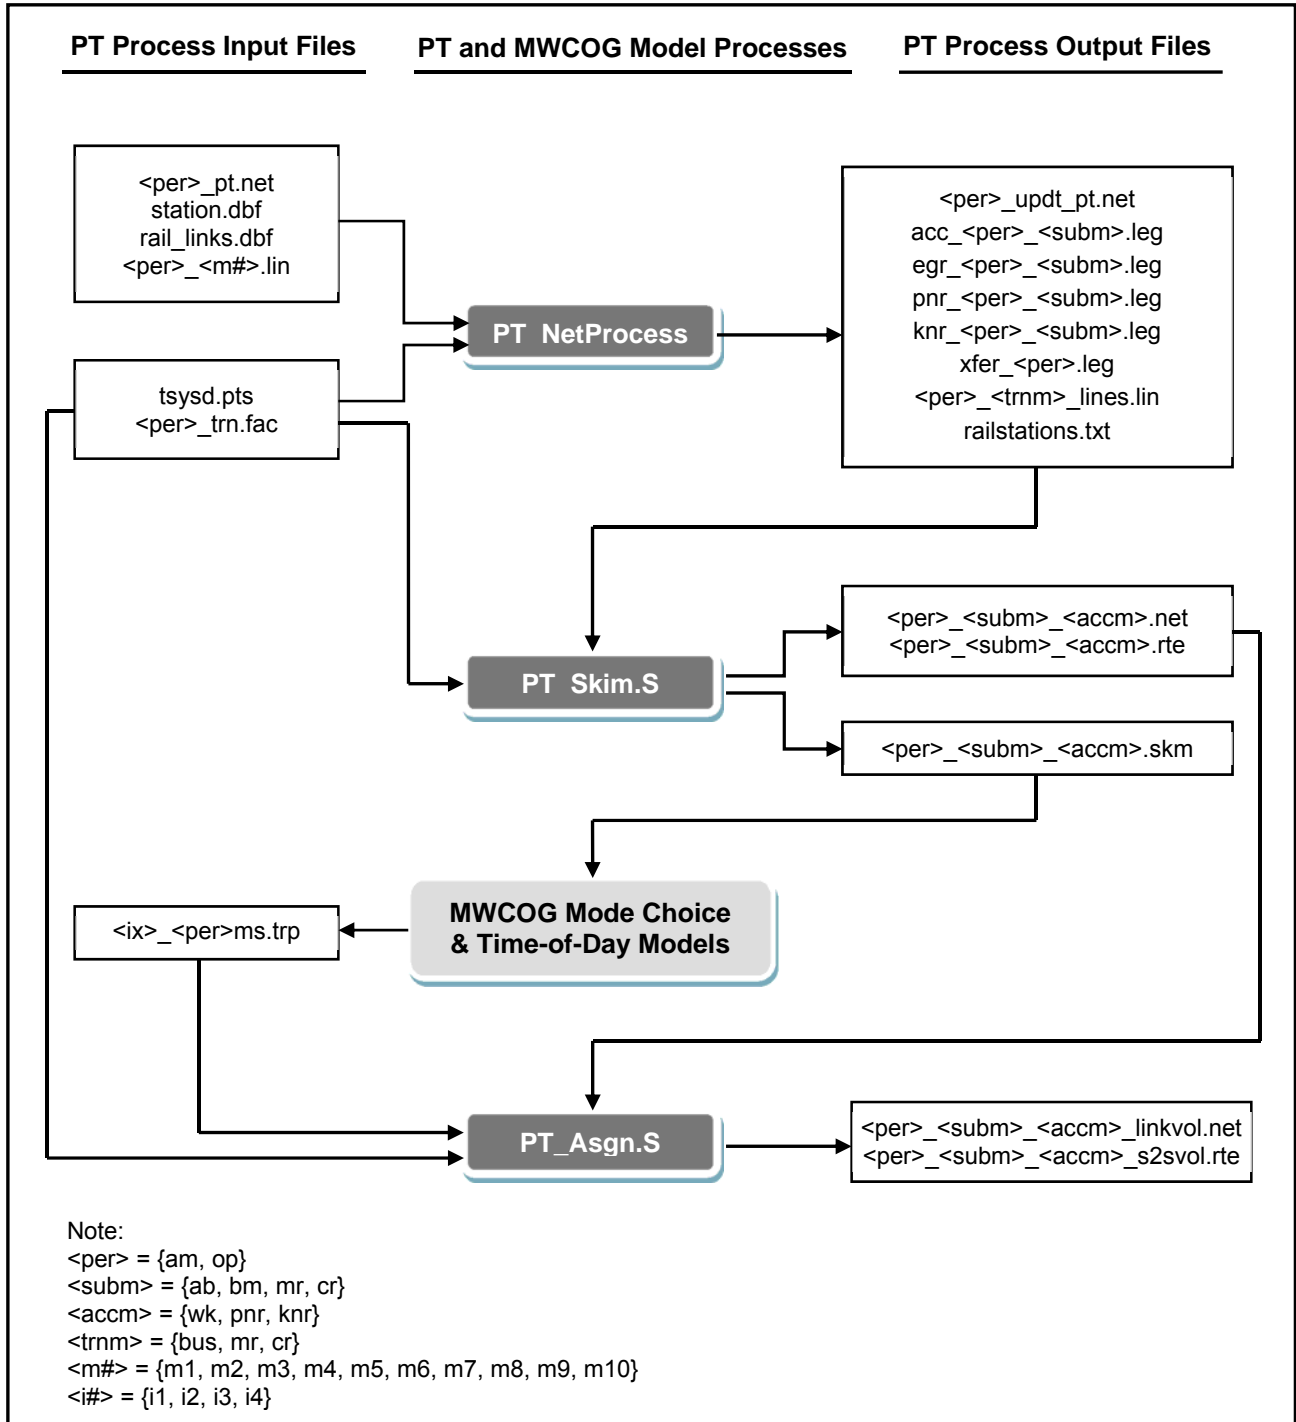 PT Process Input Files
PT and MWCOG Model Processes
PT Process Output Files
<per>_pt.net
station.dbf
rail_links.dbf
<per>_<m#>.lin
tsysd.pts
<per>_trn.fac
PT NetProcess
<per>_updt_pt.net
acc_<per>_<subm>.leg
egr_<per>_<subm>.leg
pnr_<per>_<subm>.leg
knr_<per>_<subm>.leg
xfer_<per>.leg
<per>_<trnm>_lines.lin
railstations.txt
PT Skim.S
<per>_<subm>_<accm>.net
<per>_<subm>_<accm>.rte
<per>_<subm>_<accm>.skm
MWCOG Mode Choice
& Time-of-Day Models
<ix>_<per>ms.trp
PT_Asgn.S
<per>_<subm>_<accm>_linkvol.net
<per>_<subm>_<accm>_s2svol.rte
Note:
<per> = {am, op}
<subm> = {ab, bm, mr, cr}
<accm> = {wk, pnr, knr}
<trnm> = {bus, mr, cr}
<m#> = {m1, m2, m3, m4, m5, m6, m7, m8, m9, m10}
<i#> = {i1, i2, i3, i4}